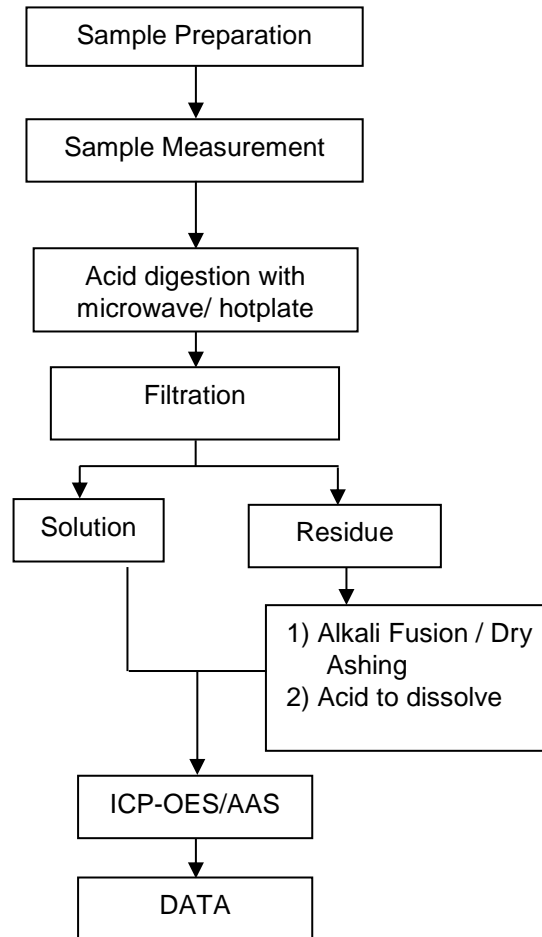 Sample Preparation
Sample Measurement
Acid digestion with
microwave/ hotplate
Filtration
Solution
Residue
1) Alkali Fusion / Dry
Ashing
2) Acid to dissolve
ICP-OES/AAS
DATA